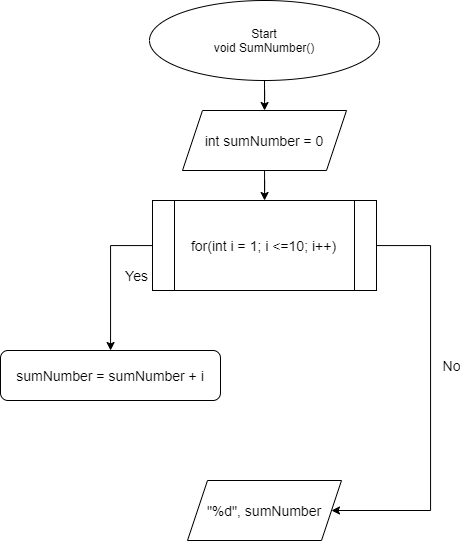 Start
void SumNumber()
int sumNumber = 0
for(int i = 1; i <=10; i++)
Yes
No
sumNumber = sumNumber + i
"%d", sumNumber